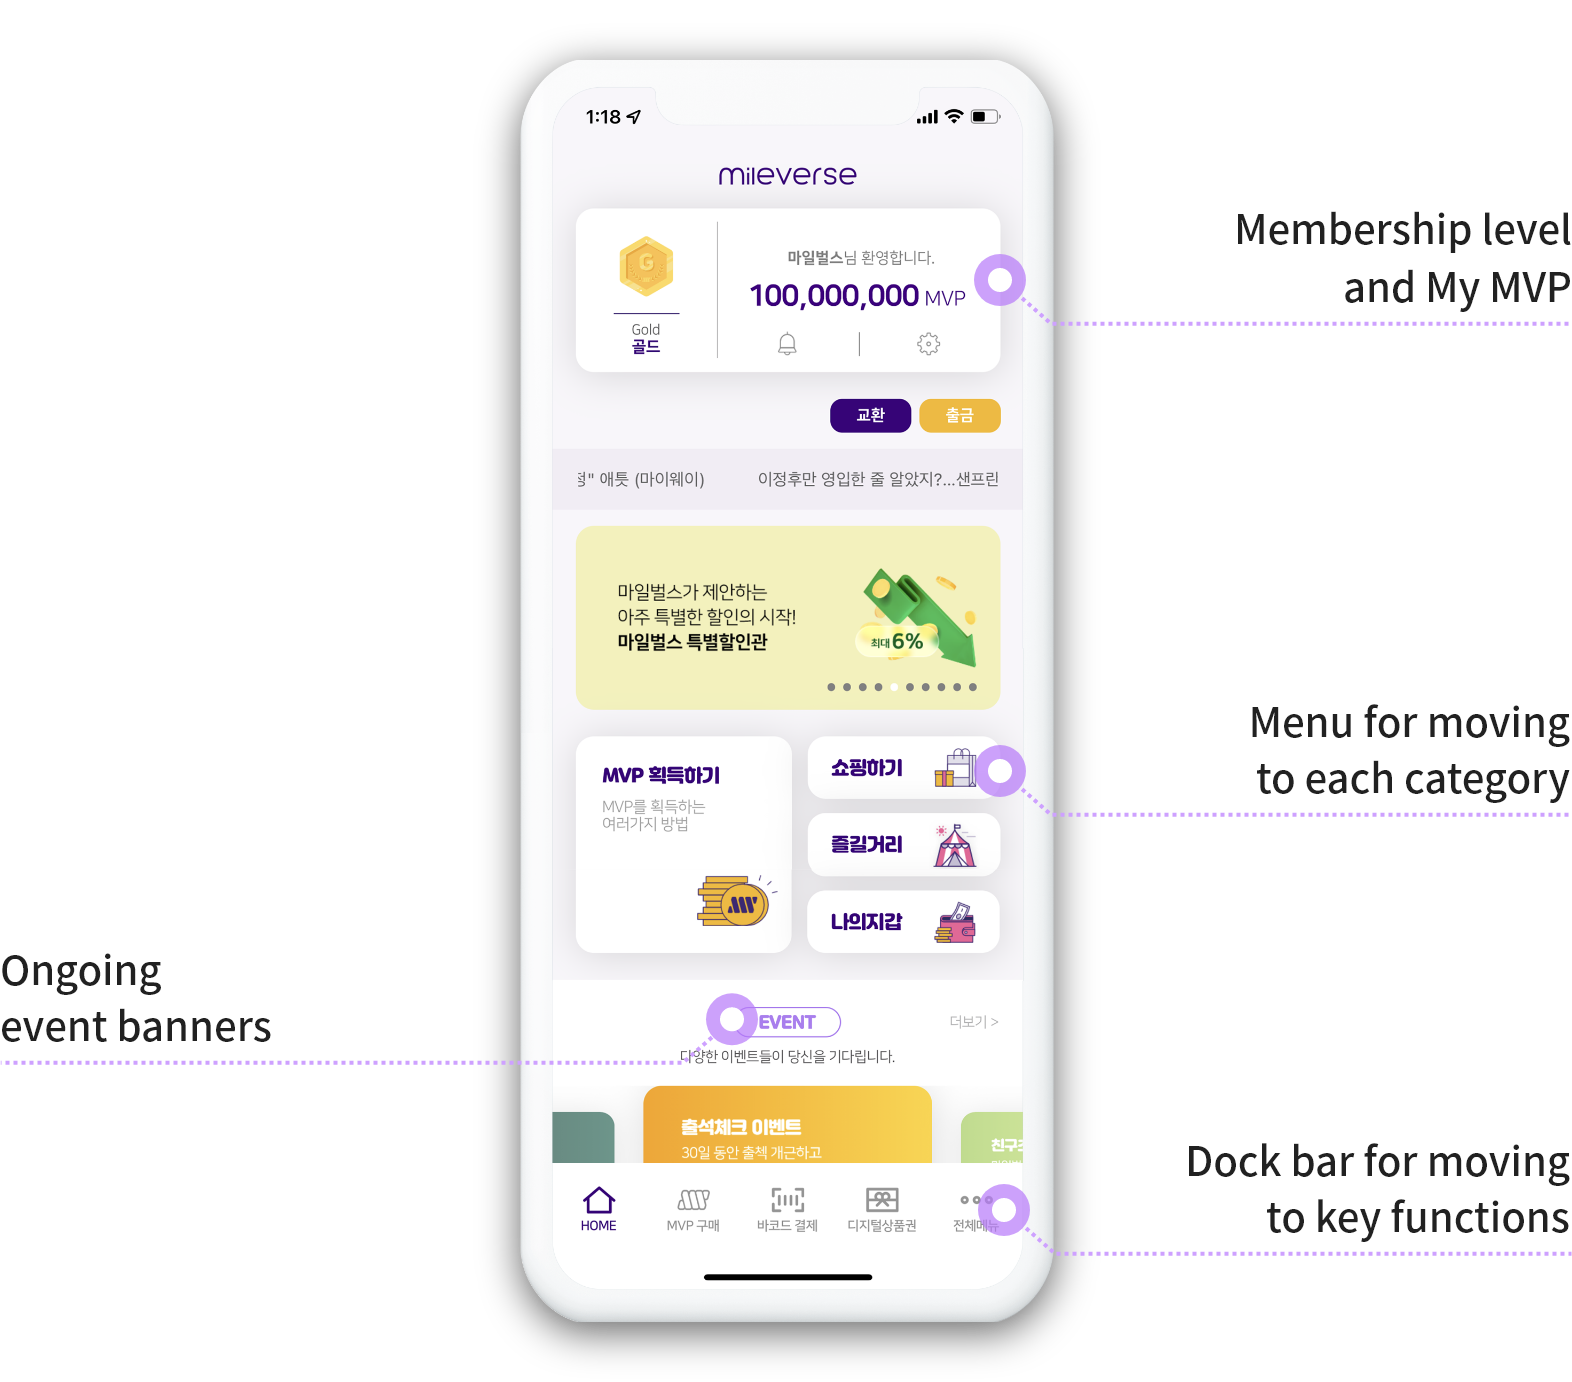 1:18
mileverse
G
Gold
골드
마일벌스님 환영합니다.
100,000,000 MVP
Membership level
and My MVP
교환
출금
" 애틋 (마이웨이)
이정후만 영입한 줄 알았지?...샌프린
마일벌스가 제안하는
아주 특별한 할인의 시작!
마일벌스 특별할인관
최대 6%
MVP 획득하기
MVP를 획득하는
여러가지 방법
쇼핑하기
즐길거리
나의지갑
Menu for moving
to each category
Ongoing
event banners
EVENT
더보기 >
다양한 이벤트들이 당신을 기다립니다.
출석체크 이벤트
30일 동안 출첵 개근하고
친구
HOME
MVP 구매
바코드 결제
디지털상품권
전체메뉴
Dock bar for moving
to key functions